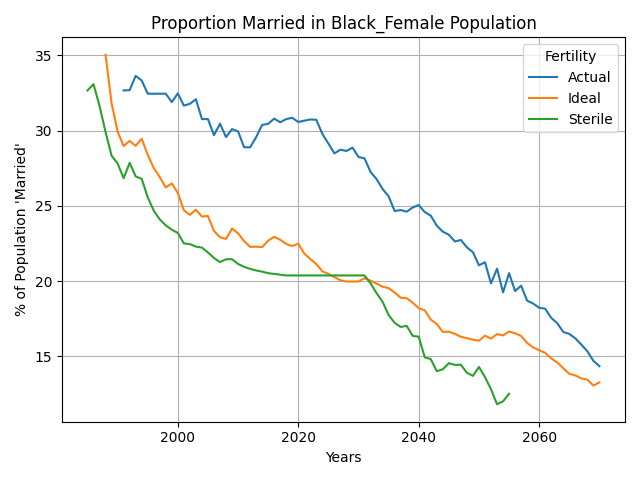 Proportion Married in Black_Female Population
% of Population 'Married'
35
30
25
20
15
Fertility
Actual
Ideal
Sterile
2000
2020
2040
2060
Years